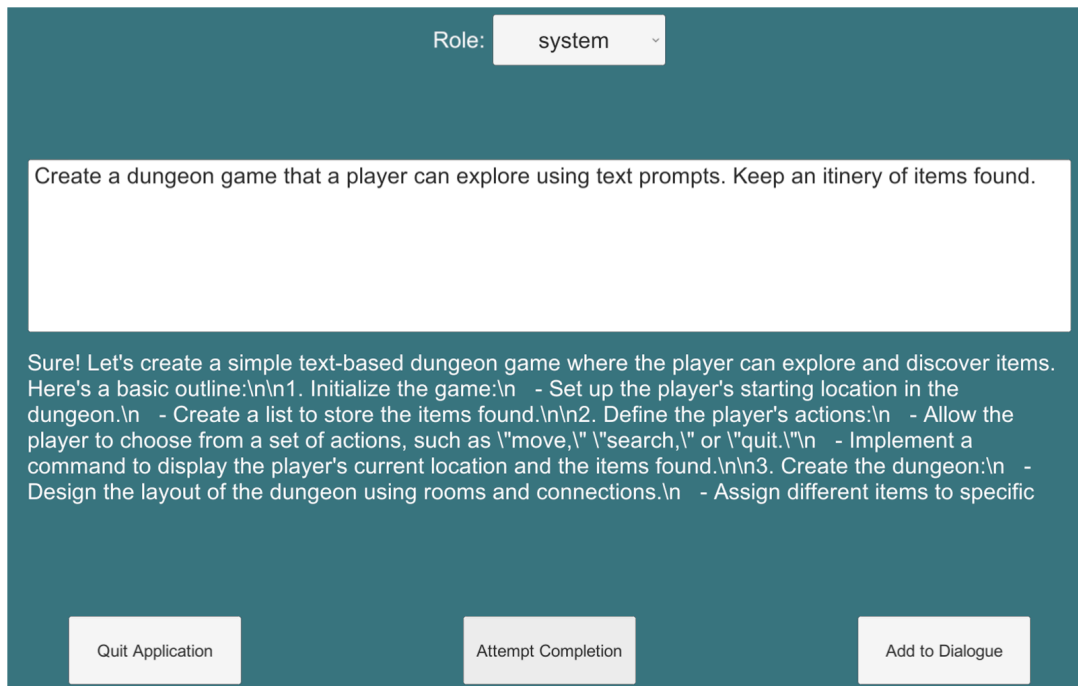 Role: system
Create a dungeon game that a player can explore using text prompts. Keep an itinery of items found.
Sure! Let's create a simple text-based dungeon game where the player can explore and discover items.
Here's a basic outline:\n\n1. Initialize the game:\n   - Set up the player's starting location in the
dungeon.\n   - Create a list to store the items found.\n\n2. Define the player's actions:\n   - Allow the
player to choose from a set of actions, such as \"move,\" \"search,\" or \"quit.\"\n   - Implement a
command to display the player's current location and the items found.\n\n3. Create the dungeon:\n   -
Design the layout of the dungeon using rooms and connections.\n   - Assign different items to specific
Quit Application
Attempt Completion
Add to Dialogue